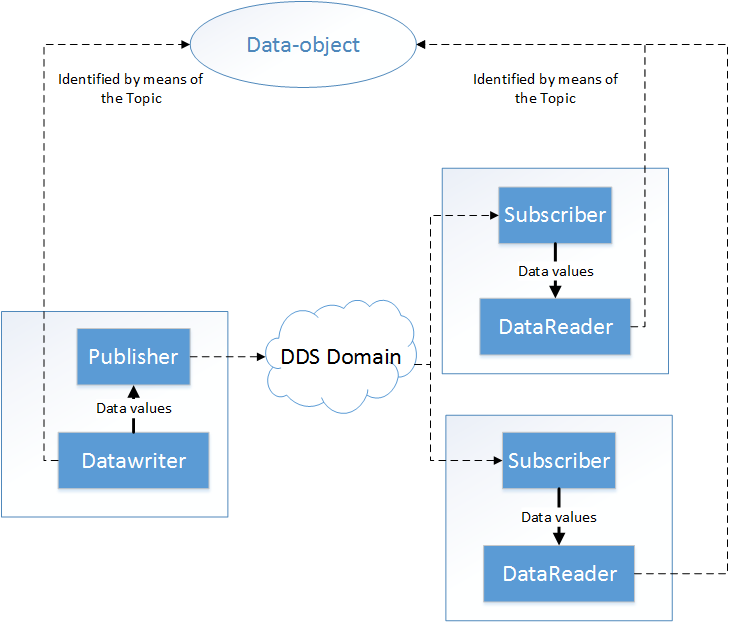 Data-object
Identified by means of
the Topic
Identified by means of
the Topic
Subscriber
Data values
DataReader
Publisher
Data values
Datawriter
DDS Domain
Subscriber
Data values
DataReader